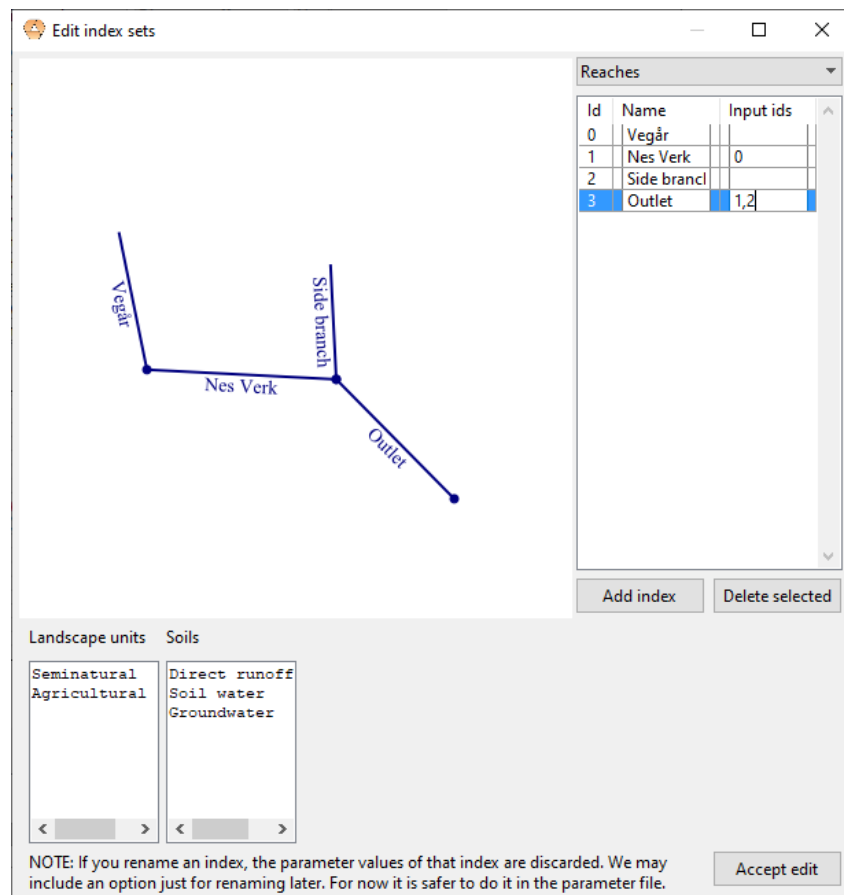 Edit index sets
Reaches
Id Name Input ids
0 Vegår
1 Nes Verk 0
2 Side brancl
3 Outlet 1,2
Vegår
Side branch
Nes Verk
Outlet
Add index Delete selected
Landscape units Soils
Seminatural Direct runoff
Agricultural Soil water
Groundwater
NOTE: If you rename an index, the parameter values of that index are discarded. We may
include an option just for renaming later. For now it is safer to do it in the parameter file.
Accept edit